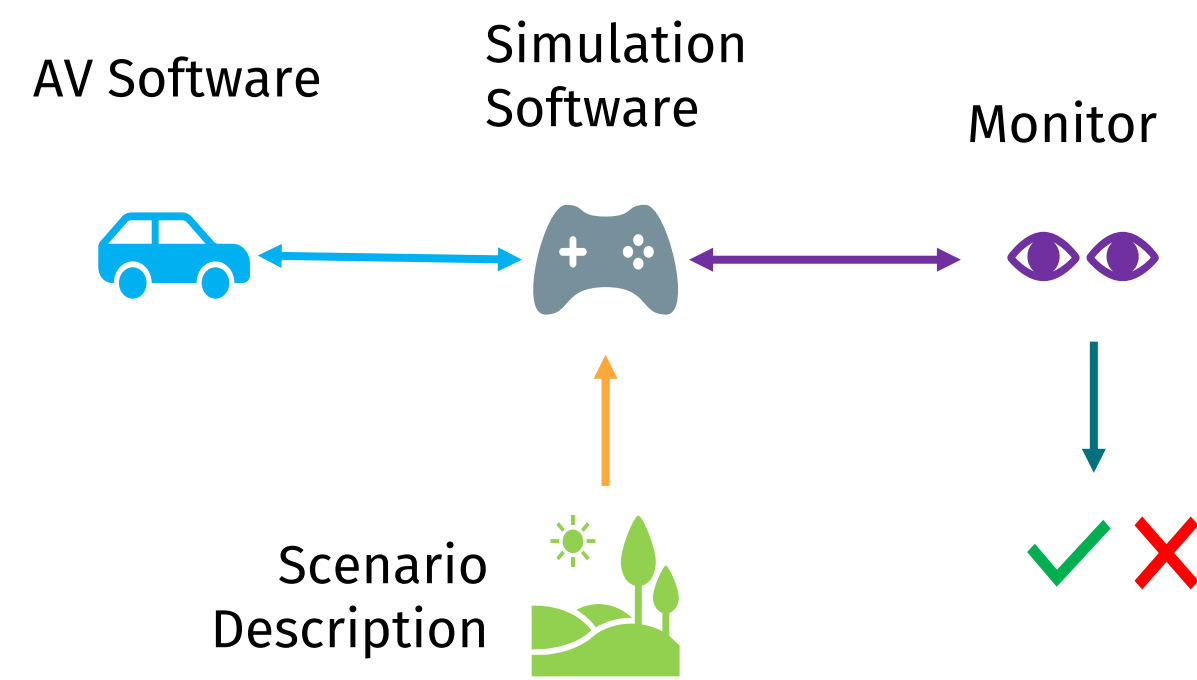 AV Software
Simulation
Software
Monitor
Scenario
Description